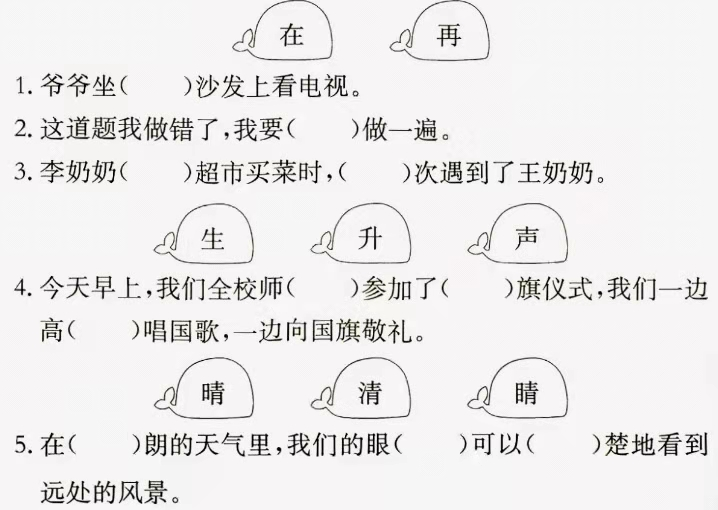 在 再
1. 爷爷坐(　　)沙发上看电视。
2. 这道题我做错了,我要(　　)做一遍。
3. 李奶奶(　　)超市买菜时,(　　)次遇到了王奶奶。
生 升 声
4. 今天早上,我们全校师(　　)参加了(　　)旗仪式,我们一边
高(　　)唱国歌,一边向国旗敬礼。
晴 清 睛
5. 在(　　)朗的天气里,我们的眼(　　)可以(　　)楚地看到
远处的风景。